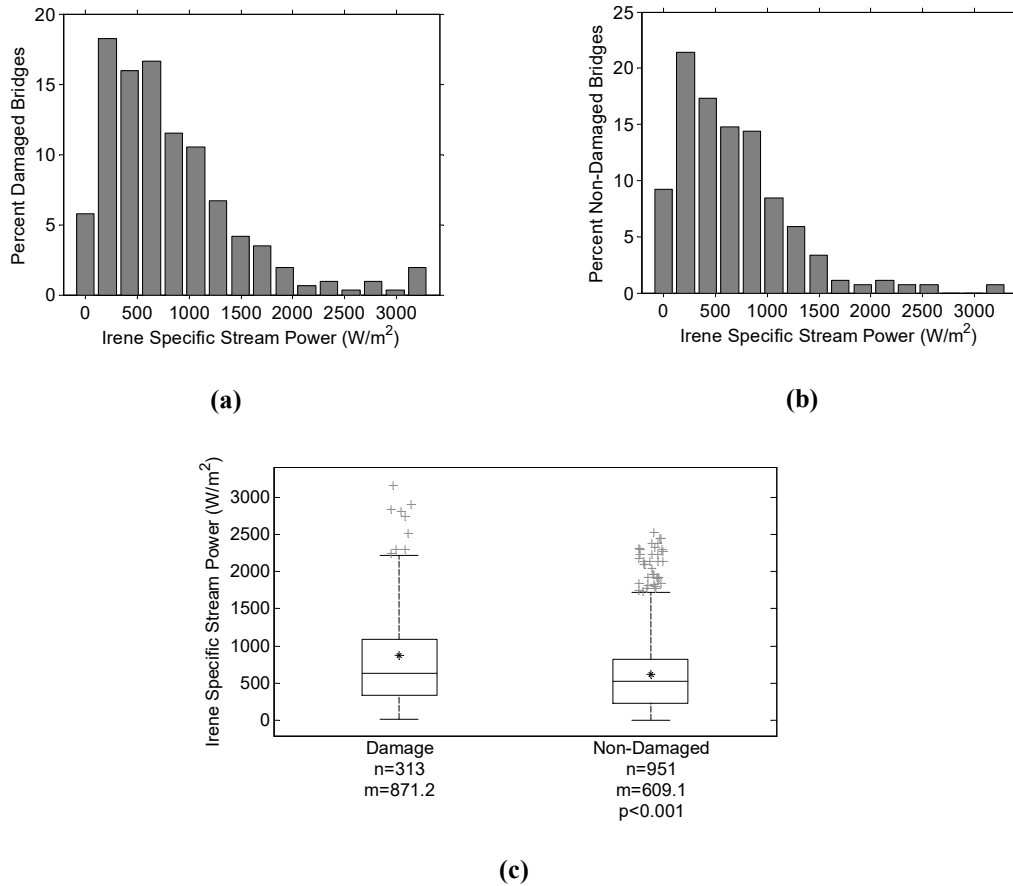 20
15
10
5
0
Percent Damaged Bridges
0 500 1000 1500 2000 2500 3000
Irene Specific Stream Power (W/m²)
(a)
25
20
15
10
5
0
Percent Non-Damaged Bridges
0 500 1000 1500 2000 2500 3000
Irene Specific Stream Power (W/m²)
(b)
Irene Specific Stream Power (W/m²)
3000
2500
2000
1500
1000
500
0
Damage
n=313
m=871.2
Non-Damaged
n=951
m=609.1
p<0.001
(c)